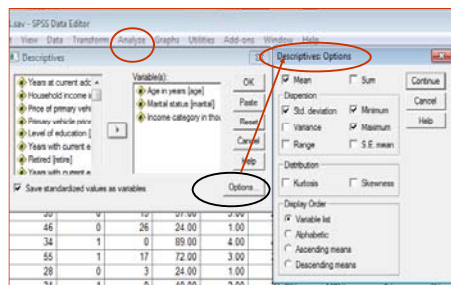 .sav - SPSS Data Editor
View Data Transform Analyze Graphs Utilities Add-ons Window Help
Descriptives
Years at current add
Household income i
Price of primary vehi
Primary vehicle price
Level of education [
Years with current e
Retired [retire]
Years with current e
Variable(s):
Age in years [age]
Marital status [marital]
Income category in thou
OK
Paste
Reset
Cancel
Help
Save standardized values as variables
Options...
Descriptives: Options
Mean
Sum
Continue
Cancel
Help
Dispersion
Std. deviation
Minimum
Variance
Maximum
Range
S.E. mean
Distribution
Kurtosis
Skewness
Display Order
Variable list
Alphabetic
Ascending means
Descending means
46 0 26 24.00 1.00
34 1 0 89.00 4.00
55 1 17 72.00 3.00
28 0 3 24.00 1.00